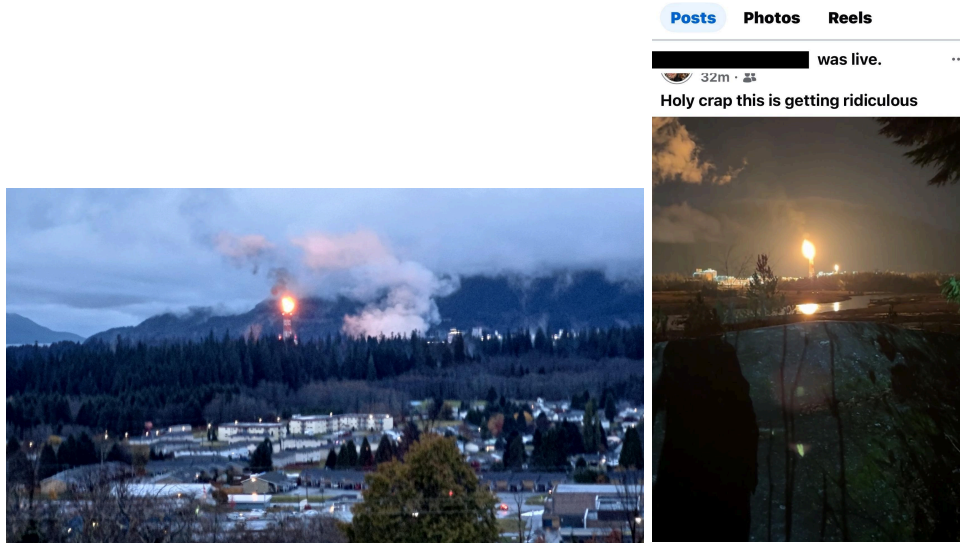 Posts Photos Reels
was live.
32m
Holy crap this is getting ridiculous